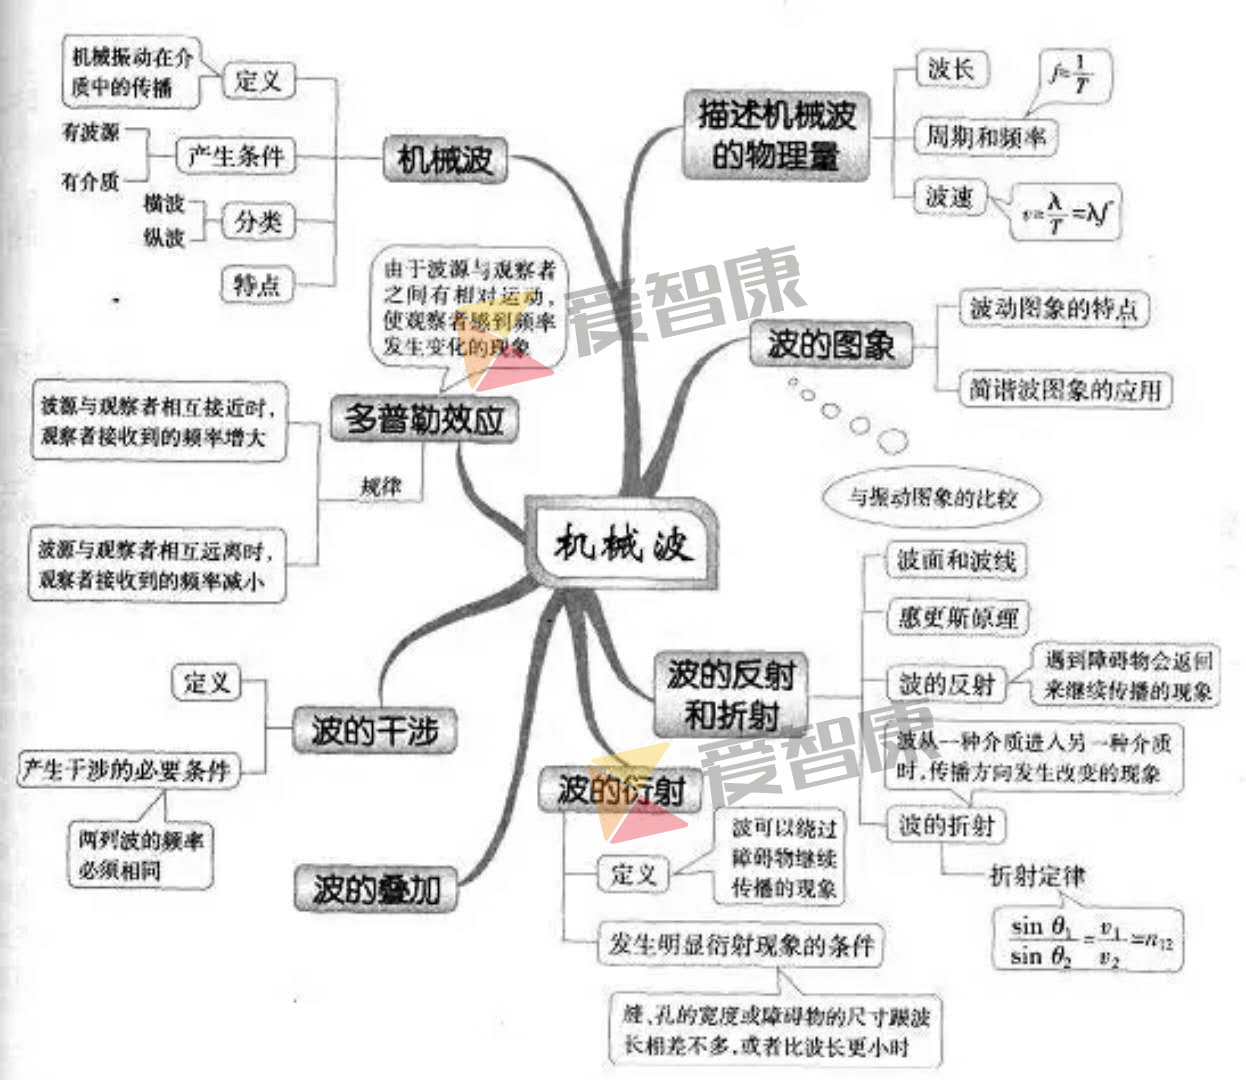 机械振动在介
质中的传播
定义
有波源
产生条件
有介质
横波
分类
纵波
特点
机械波
描述机械波
的物理量
波长
f=1/T
周期和频率
波速
v=λ/T=λf
由于波源与观察者
之间有相对运动,
使观察者感到频率
发生变化的现象
爱智康
波的图象
波动图象的特点
简谐波图象的应用
与振动图象的比较
多普勒效应
波源与观察者相互接近时,
观察者接收到的频率增大
规律
波源与观察者相互远离时,
观察者接收到的频率减小
机械波
波面和波线
惠更斯原理
波的反射
和折射
波的反射
遇到障碍物会返回
来继续传播的现象
波从一种介质进入另一种介质
时,传播方向发生改变的现象
波的折射
折射定律
sin θ1/sin θ2=v1/v2=n12
定义
波的干涉
产生干涉的必要条件
两列波的频率
必须相同
波的叠加
爱智康
波的衍射
定义
波可以绕过
障碍物继续
传播的现象
发生明显衍射现象的条件
缝、孔的宽度或障碍物的尺寸跟波
长相差不多,或者比波长更小时